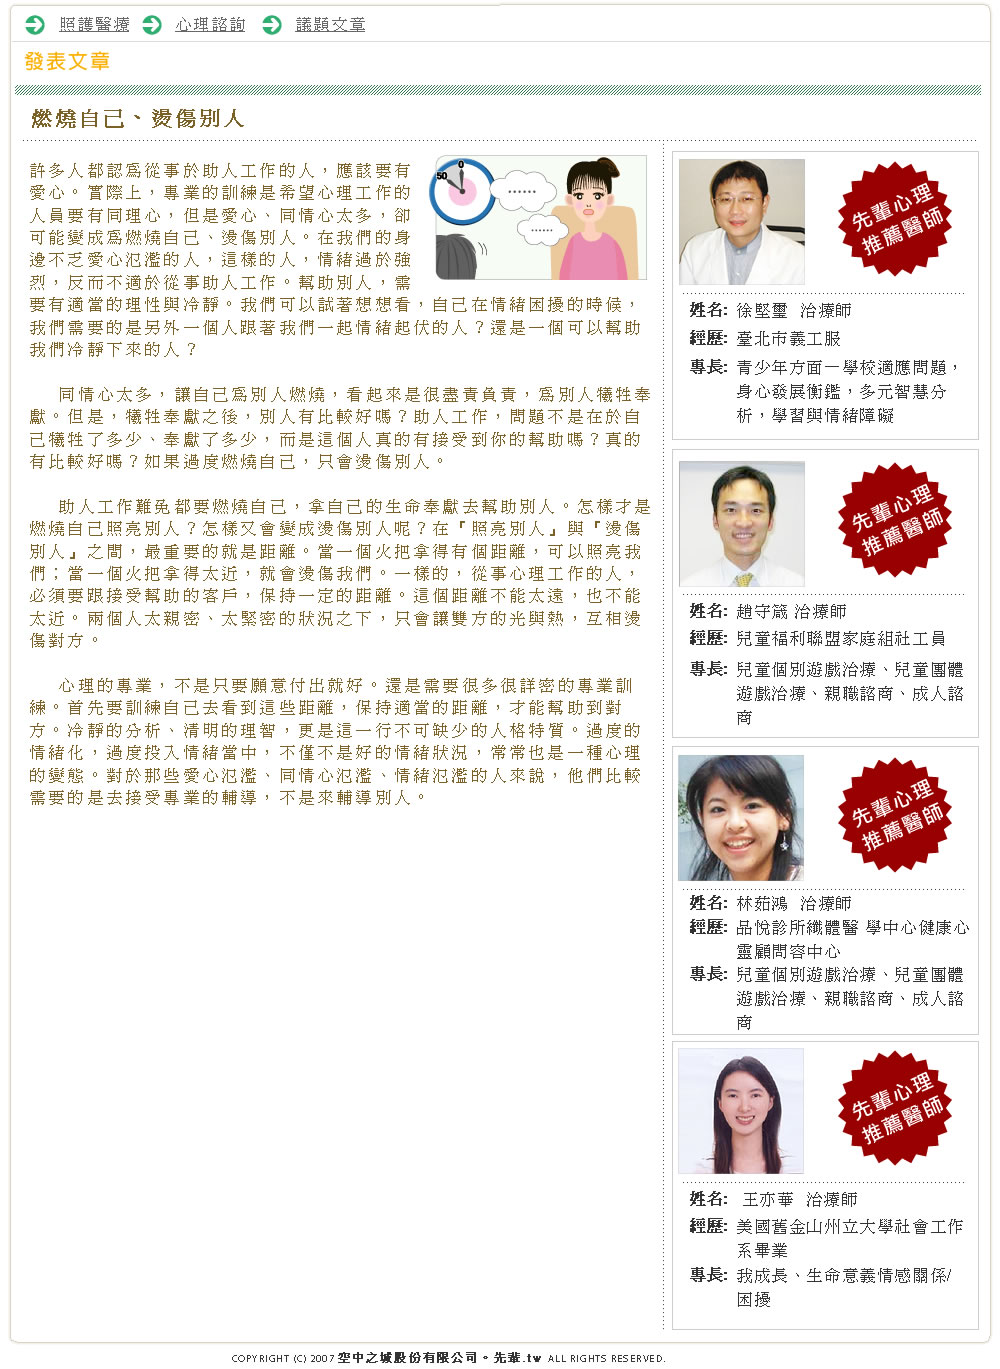 照護醫療 心理諮詢 議題文章
發表文章
燃燒自己、燙傷別人
許多人都認為從事於助人工作的人，應該要有
愛心。實際上，專業的訓練是希望心理工作的
人員要有同理心，但是愛心、同情心太多，卻
可能變成為燃燒自己、燙傷別人。在我們的身
邊不乏愛心氾濫的人，這樣的人，情緒過於強
烈，反而不適於從事助人工作。幫助別人，需
要有適當的理性與冷靜。我們可以試著想想看，自己在情緒困擾的時候，
我們需要的是另外一個人跟著我們一起情緒起伏的人？還是一個可以幫助
我們冷靜下來的人？
同情心太多，讓自己為別人燃燒，看起來是很盡責負責，為別人犧牲奉
獻。但是，犧牲奉獻之後，別人有比較好嗎？助人工作，問題不是在於自
己犧牲了多少、奉獻了多少，而是這個人真的有接受到你的幫助嗎？真的
有比較好嗎？如果過度燃燒自己，只會燙傷別人。
助人工作難免都要燃燒自己，拿自己的生命奉獻去幫助別人。怎樣才是
燃燒自己照亮別人？怎樣又會變成燙傷別人呢？在『照亮別人』與『燙傷
別人』之間，最重要的就是距離。當一個火把拿得有個距離，可以照亮我
們；當一個火把拿得太近，就會燙傷我們。一樣的，從事心理工作的人，
必須要跟接受幫助的客戶，保持一定的距離。這個距離不能太遠，也不能
太近。兩個人太親密、太緊密的狀況之下，只會讓雙方的光與熱，互相燙
傷對方。
心理的專業，不是只要願意付出就好。還是需要很多很詳密的專業訓
練。首先要訓練自己去看到這些距離，保持適當的距離，才能幫助到對
方。冷靜的分析、清明的理智，更是這一行不可缺少的人格特質。過度的
情緒化，過度投入情緒當中，不僅不是好的情緒狀況，常常也是一種心理
的變態。對於那些愛心氾濫、同情心氾濫、情緒氾濫的人來說，他們比較
需要的是去接受專業的輔導，不是來輔導別人。
0
50
……
……
先輩心理
推薦醫師
姓名: 徐堅璽 治療師
經歷: 臺北市義工服
專長: 青少年方面－學校適應問題，
身心發展衡鑑，多元智慧分
析，學習與情緒障礙
先輩心理
推薦醫師
姓名: 趙守箴 治療師
經歷: 兒童福利聯盟家庭組社工員
專長: 兒童個別遊戲治療、兒童團體
遊戲治療、親職諮商、成人諮
商
先輩心理
推薦醫師
姓名: 林茹鴻 治療師
經歷: 品悅診所纖體醫 學中心健康心
靈顧問容中心
專長: 兒童個別遊戲治療、兒童團體
遊戲治療、親職諮商、成人諮
商
先輩心理
推薦醫師
姓名: 王亦華 治療師
經歷: 美國舊金山州立大學社會工作
系畢業
專長: 我成長、生命意義情感關係/
困擾
COPYRIGHT (C) 2007 空中之城股份有限公司。先輩.tw ALL RIGHTS RESERVED.